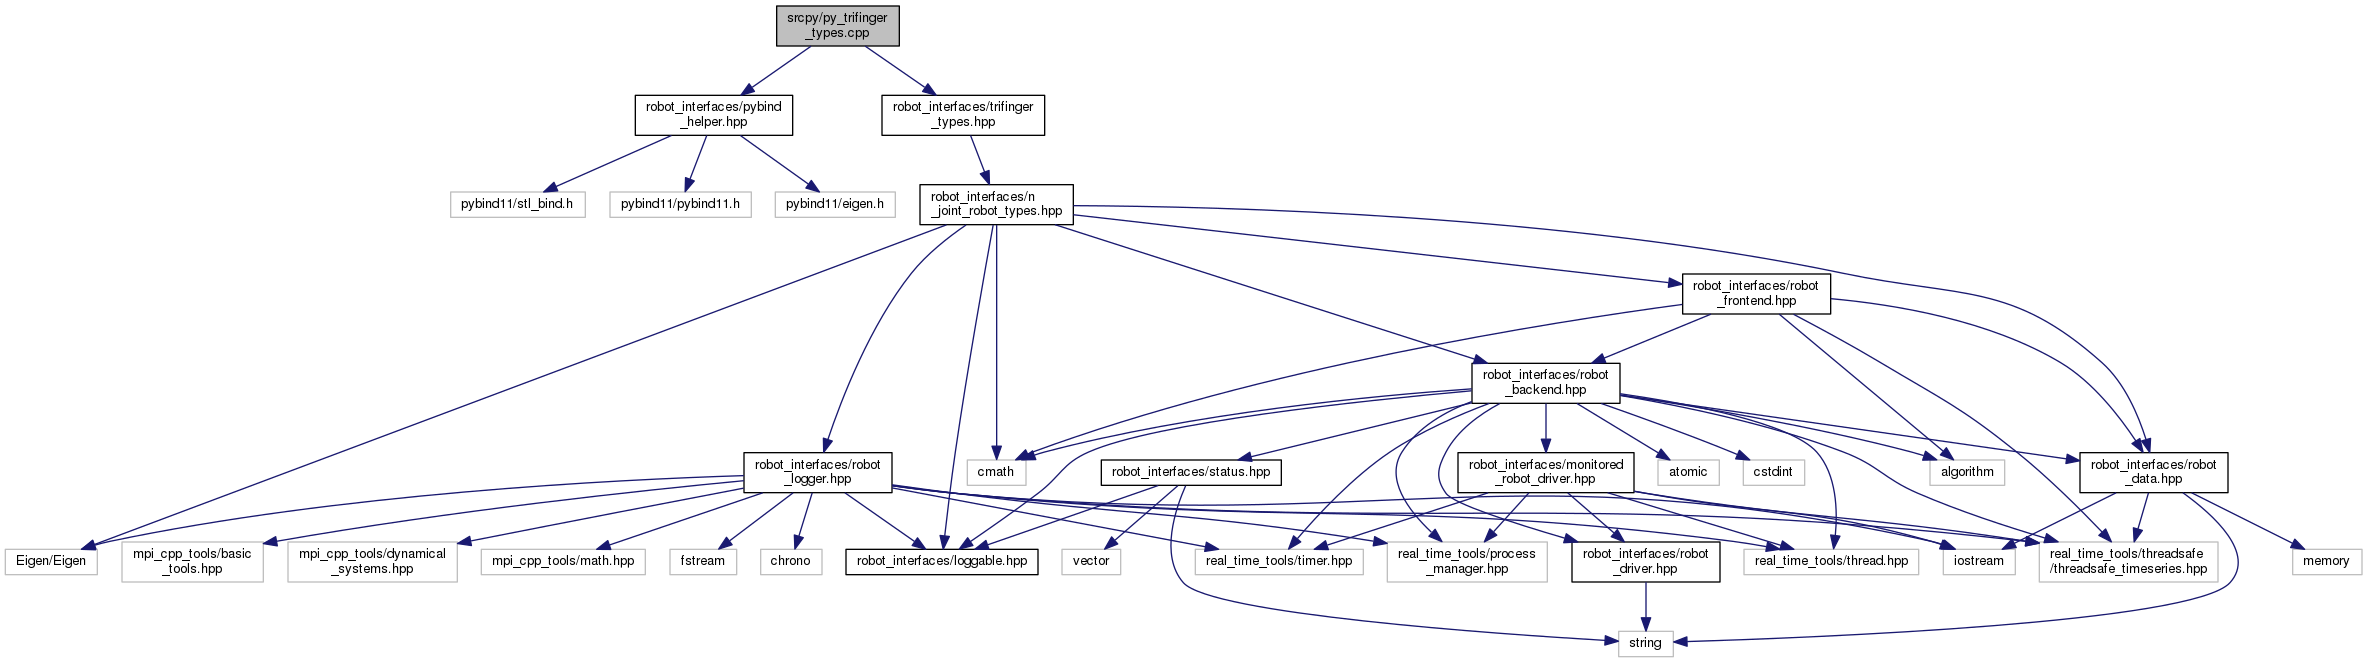 srcpy/py_trifinger
_types.cpp
robot_interfaces/pybind
_helper.hpp
robot_interfaces/trifinger
_types.hpp
pybind11/stl_bind.h
pybind11/pybind11.h
pybind11/eigen.h
robot_interfaces/n
_joint_robot_types.hpp
robot_interfaces/robot
_frontend.hpp
robot_interfaces/robot
_backend.hpp
robot_interfaces/robot
_logger.hpp
cmath
robot_interfaces/status.hpp
robot_interfaces/monitored
_robot_driver.hpp
atomic
cstdint
algorithm
robot_interfaces/robot
_data.hpp
Eigen/Eigen
mpi_cpp_tools/basic
_tools.hpp
mpi_cpp_tools/dynamical
_systems.hpp
mpi_cpp_tools/math.hpp
fstream
chrono
robot_interfaces/loggable.hpp
vector
real_time_tools/timer.hpp
real_time_tools/process
_manager.hpp
robot_interfaces/robot
_driver.hpp
real_time_tools/thread.hpp
iostream
real_time_tools/threadsafe
/threadsafe_timeseries.hpp
memory
string